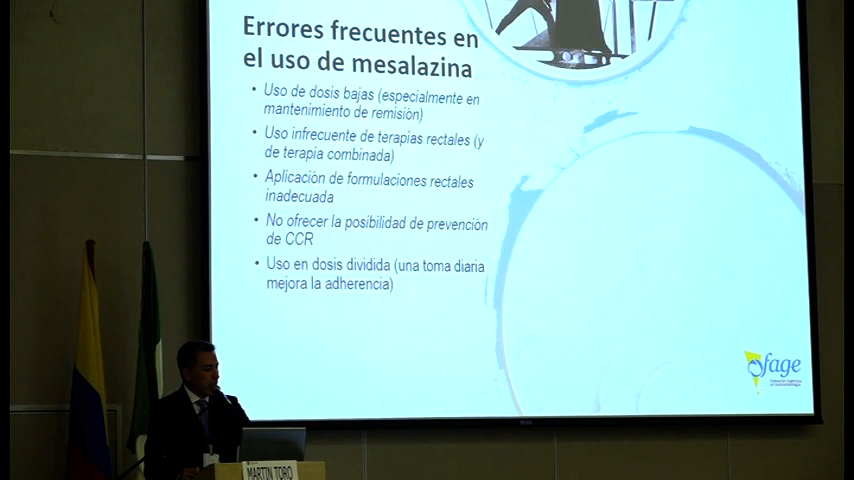 Errores frecuentes en
el uso de mesalazina
• Uso de dosis bajas (especialmente en
mantenimiento de remisión)
• Uso infrecuente de terapias rectales (y
de terapia combinada)
• Aplicación de formulaciones rectales
inadecuada
• No ofrecer la posibilidad de prevención
de CCR
• Uso en dosis dividida (una toma diaria
mejora la adherencia)
fage
MARTÍN TORO